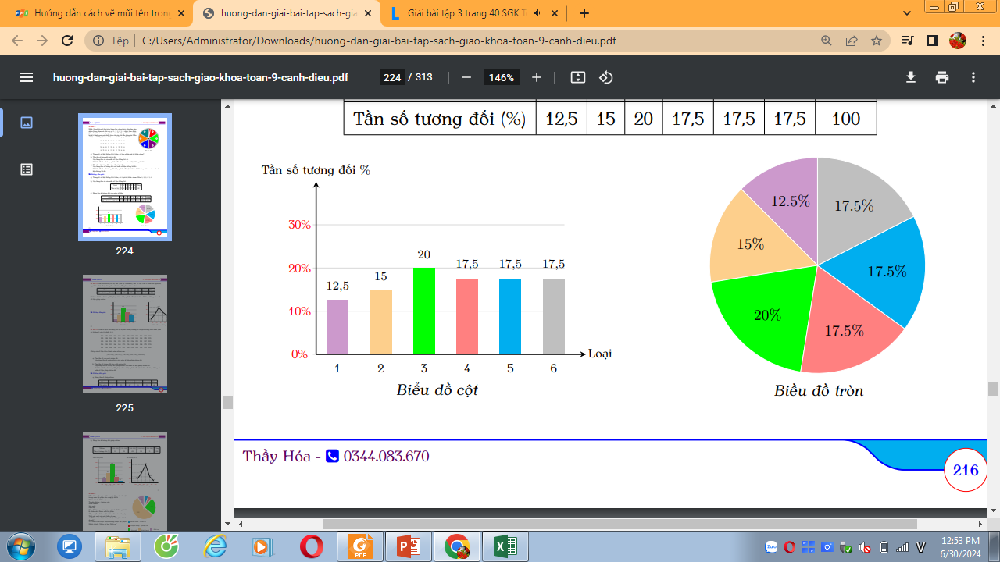 Hướng dẫn cách vẽ mũi tên tron
huong-dan-giai-bai-tap-sach-gia
Giải bài tập 3 trang 40 SGK T
Tệp
C:/Users/Administrator/Downloads/huong-dan-giai-bai-tap-sach-giao-khoa-toan-9-canh-dieu.pdf
huong-dan-giai-bai-tap-sach-giao-khoa-toan-9-canh-dieu.pdf
224 / 313
146%
224
225
Tần số tương đối (%) 12,5 15 20 17,5 17,5 17,5 100
Tần số tương đối %
30%
20%
10%
0%
12,5
15
20
17,5
17,5
17,5
1 2 3 4 5 6
Loại
Biểu đồ cột
12.5%
17.5%
15%
17.5%
20%
17.5%
Biểu đồ tròn
Thầy Hóa - 0344.083.670
216
Zalo
PDF
V
12:53 PM
6/30/2024